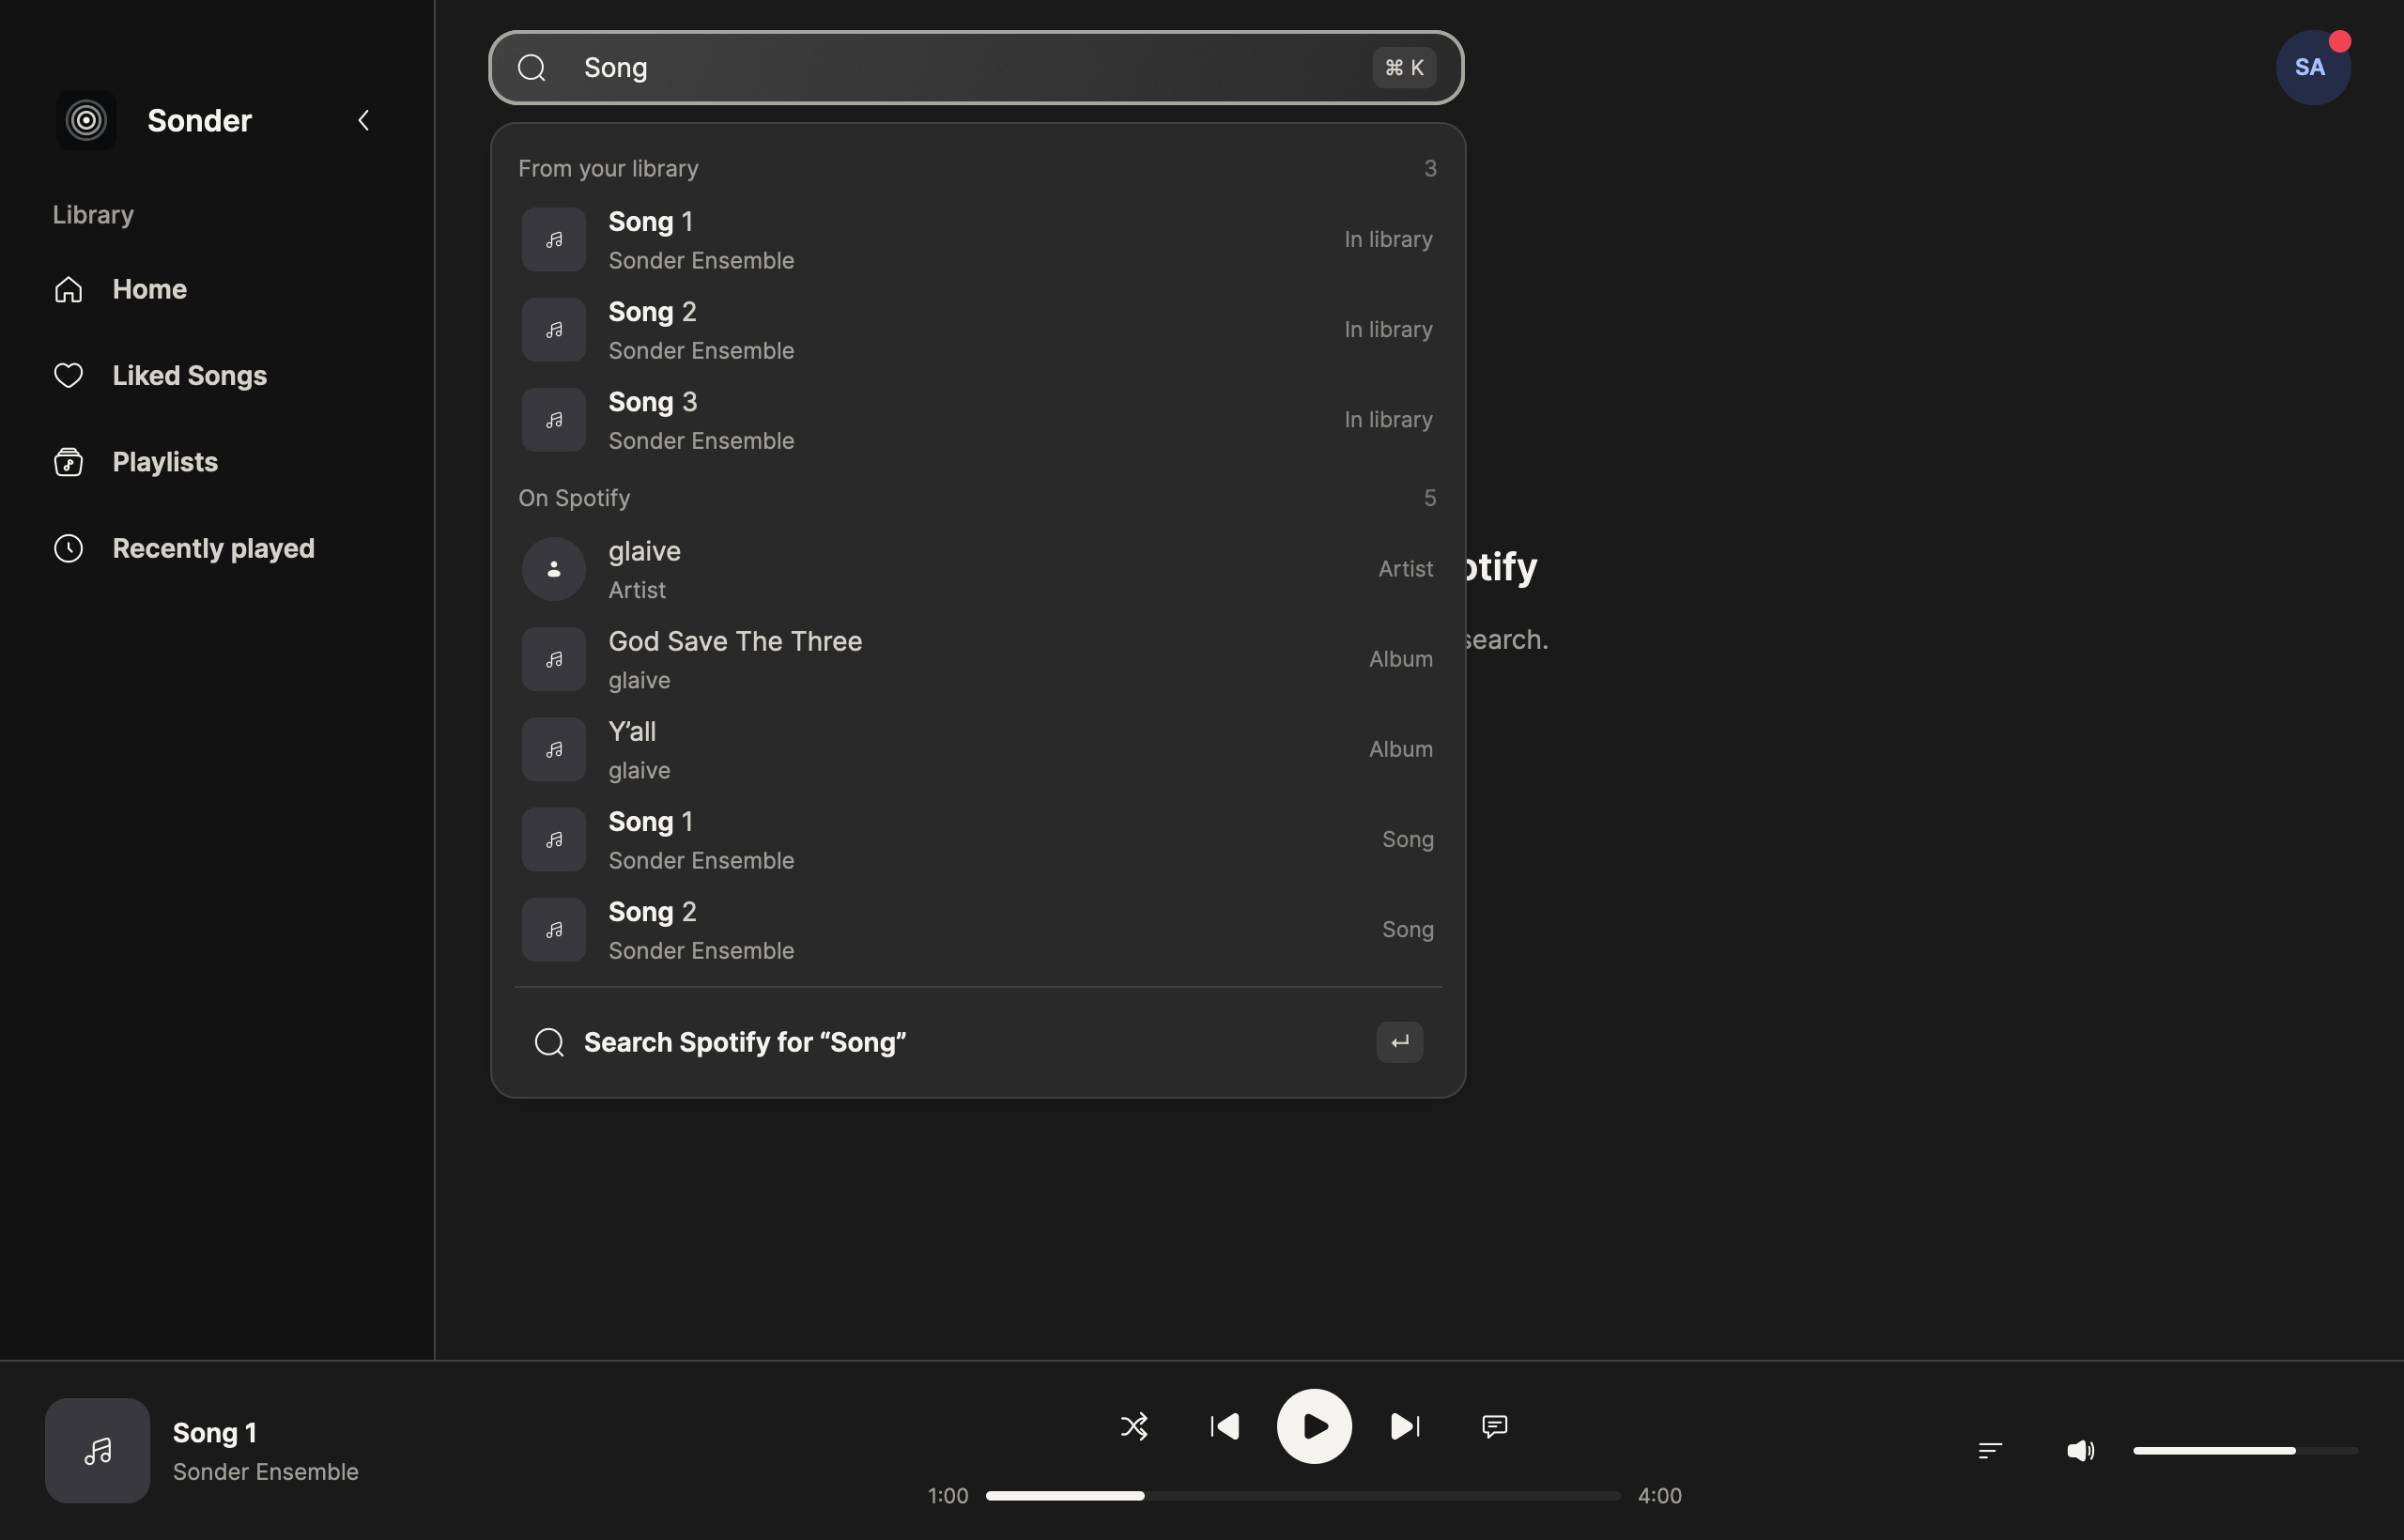 Sonder
Library
Home
Liked Songs
Playlists
Recently played
Song
⌘ K
SA
From your library
3
Song 1
Sonder Ensemble
In library
Song 2
Sonder Ensemble
In library
Song 3
Sonder Ensemble
In library
On Spotify
5
glaive
Artist
Artist
God Save The Three
glaive
Album
Y’all
glaive
Album
Song 1
Sonder Ensemble
Song
Song 2
Sonder Ensemble
Song
Search Spotify for “Song”
search.
Song 1
Sonder Ensemble
1:00
4:00